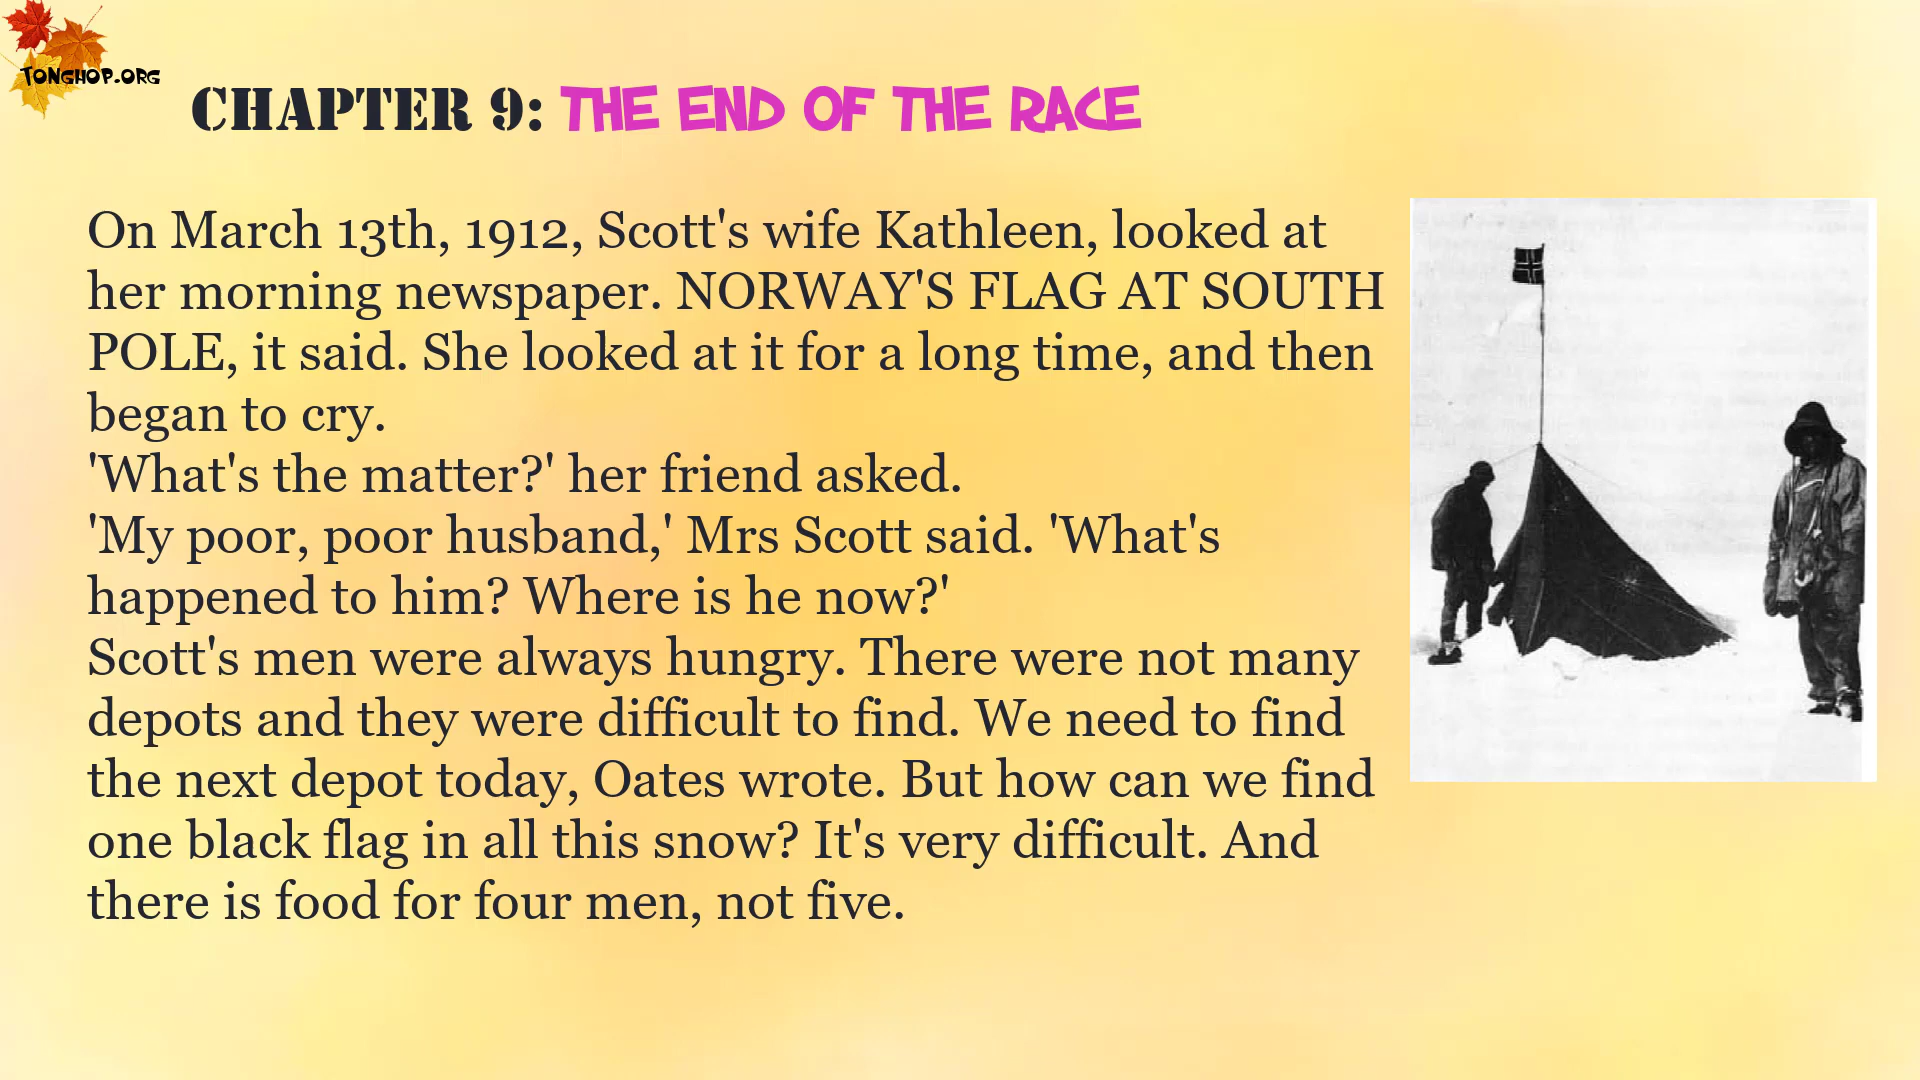 TONGHOP.ORG
CHAPTER 9: THE END OF THE RACE
On March 13th, 1912, Scott's wife Kathleen, looked at
her morning newspaper. NORWAY'S FLAG AT SOUTH
POLE, it said. She looked at it for a long time, and then
began to cry.
'What's the matter?' her friend asked.
'My poor, poor husband,' Mrs Scott said. 'What's
happened to him? Where is he now?'
Scott's men were always hungry. There were not many
depots and they were difficult to find. We need to find
the next depot today, Oates wrote. But how can we find
one black flag in all this snow? It's very difficult. And
there is food for four men, not five.